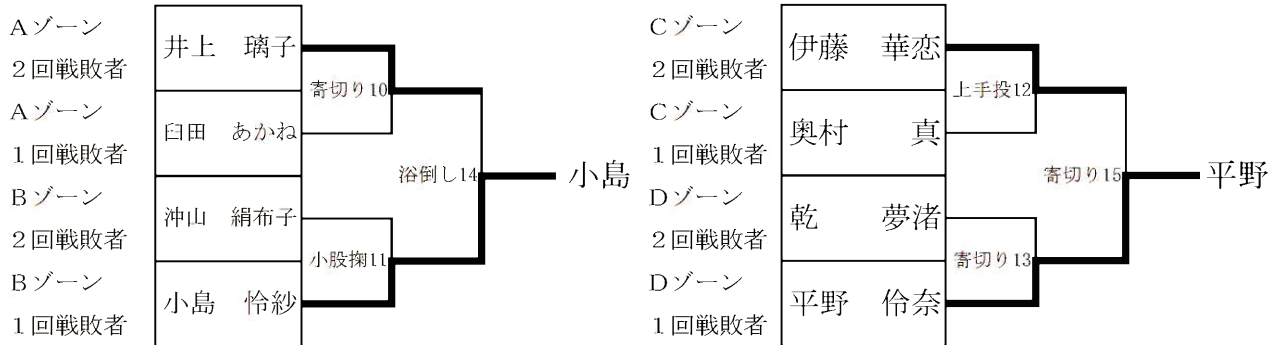 Aゾーン
2回戦敗者
井上 璃子
寄切り10
Aゾーン
1回戦敗者
臼田 あかね
浴倒し14
小島
Bゾーン
2回戦敗者
沖山 絹布子
小股掬11
Bゾーン
1回戦敗者
小島 怜紗
Cゾーン
2回戦敗者
伊藤 華恋
上手投12
Cゾーン
1回戦敗者
奥村 真
寄切り15
平野
Dゾーン
2回戦敗者
乾 夢渚
寄切り13
Dゾーン
1回戦敗者
平野 伶奈